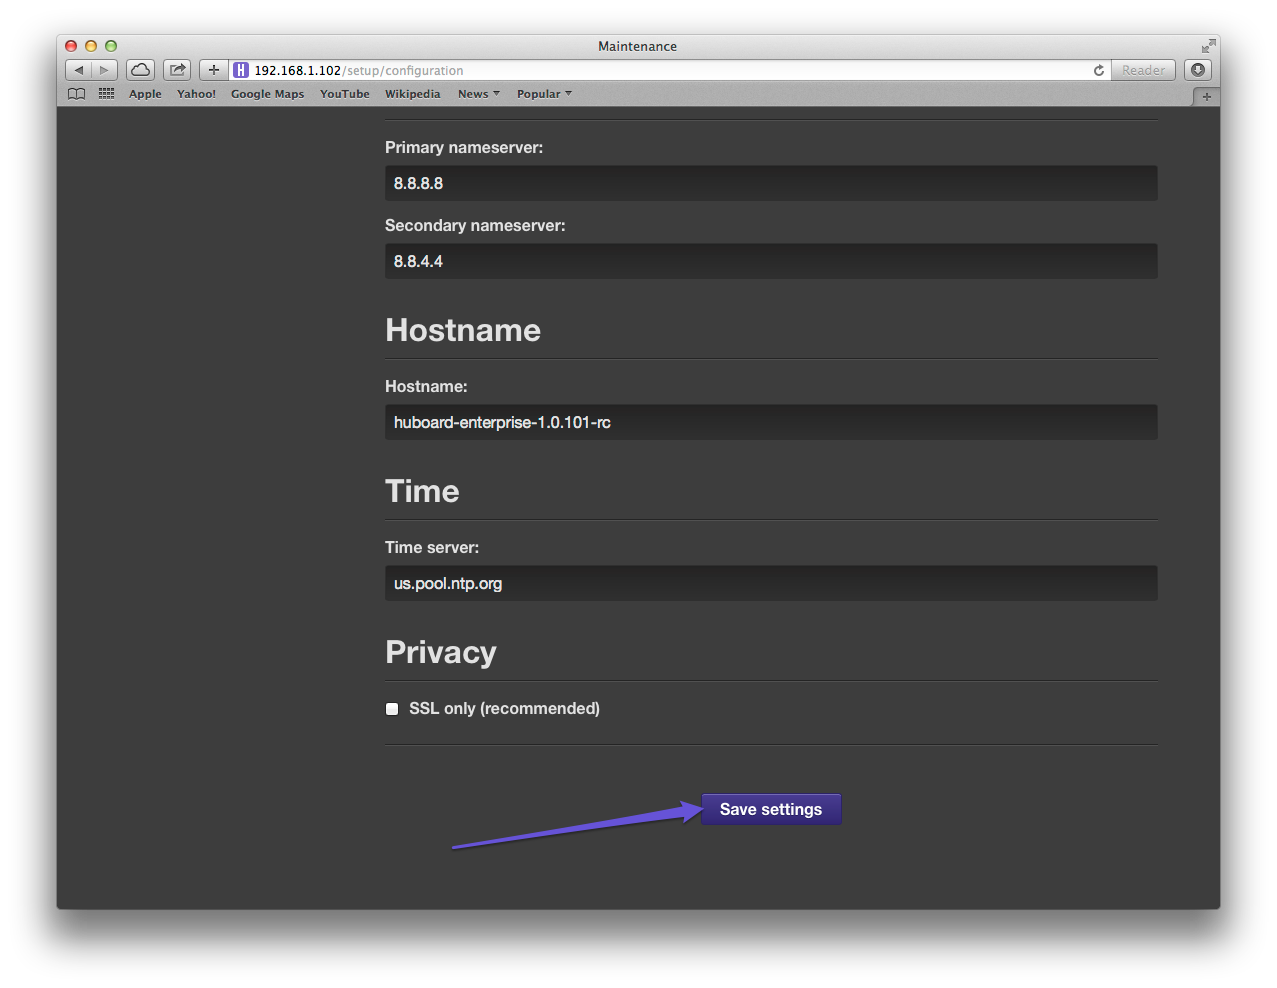 Maintenance
H 192.168.1.102/setup/configuration Reader
Apple Yahoo! Google Maps YouTube Wikipedia News Popular
Primary nameserver:
8.8.8.8
Secondary nameserver:
8.8.4.4
Hostname
Hostname:
huboard-enterprise-1.0.101-rc
Time
Time server:
us.pool.ntp.org
Privacy
SSL only (recommended)
Save settings